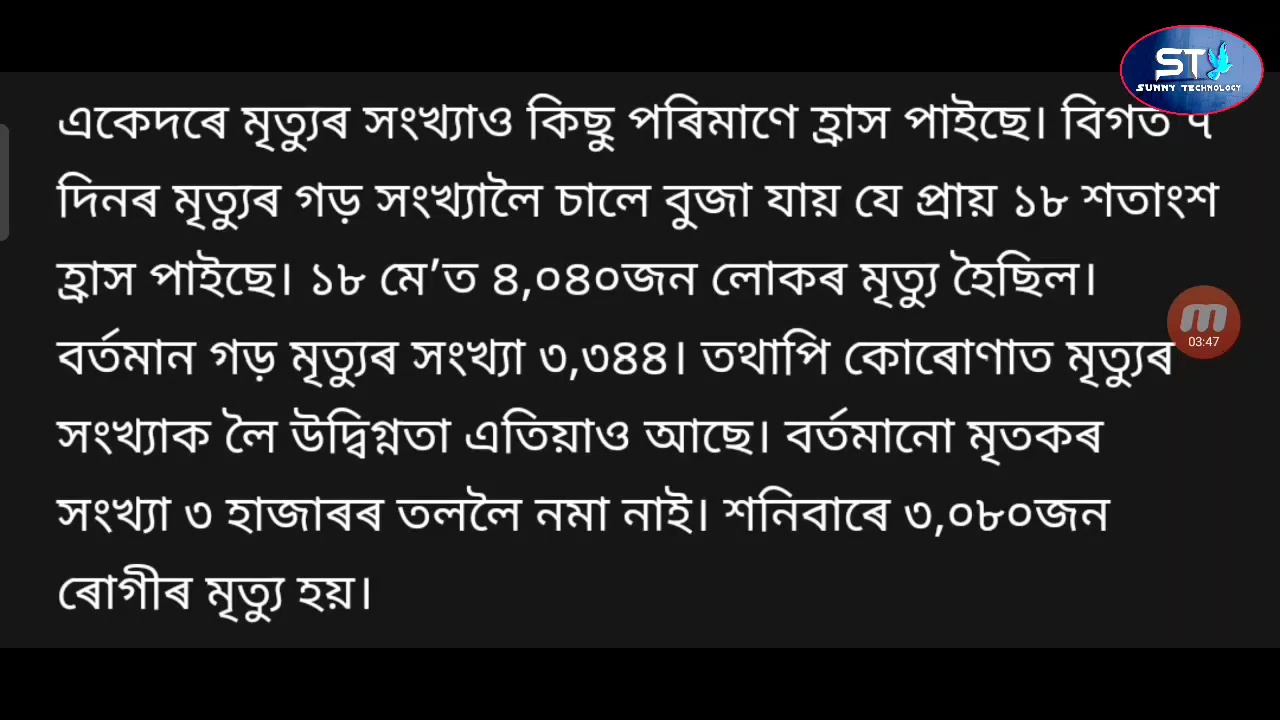 ST
SUNNY TECHNOLOGY
একেদৰে মৃত্যুৰ সংখ্যাও কিছু পৰিমাণে হ্ৰাস পাইছে। বিগত ৭
দিনৰ মৃত্যুৰ গড় সংখ্যালৈ চালে বুজা যায় যে প্ৰায় ১৮ শতাংশ
হ্ৰাস পাইছে। ১৮ মে’ত ৪,০৪০জন লোকৰ মৃত্যু হৈছিল।
বৰ্তমান গড় মৃত্যুৰ সংখ্যা ৩,৩৪৪। তথাপি কোৰোণাত মৃত্যুৰ
03:47
সংখ্যাক লৈ উদ্বিগ্নতা এতিয়াও আছে। বৰ্তমানো মৃতকৰ
সংখ্যা ৩ হাজাৰৰ তললৈ নমা নাই। শনিবাৰে ৩,০৮০জন
ৰোগীৰ মৃত্যু হয়।